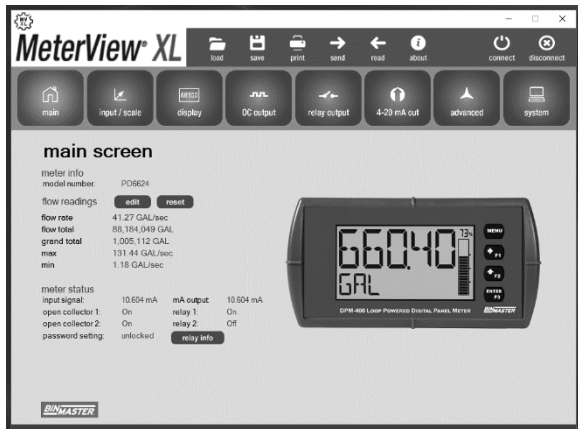 MeterView® XL
load save print send read about connect disconnect
main input / scale display OC output relay output 4-20 mA out advanced system
main screen
meter info
model number: PD6624
flow readings edit reset
flow rate 41.27 GAL/sec
flow total 88,184,049 GAL
grand total 1,005,112 GAL
max 131.44 GAL/sec
min 1.18 GAL/sec
meter status
input signal: 10.604 mA mA output 10.604 mA
open collector 1: On relay 1: On
open collector 2: On relay 2: Off
password setting: unlocked relay info
660.40
73%
GAL
MENU
F1
F2
ENTER
F3
DPM-400 LOOP POWERED DIGITAL PANEL METER BINMASTER
BINMASTER